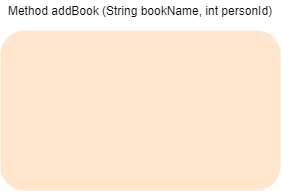 Method addBook (String bookName, int personId)